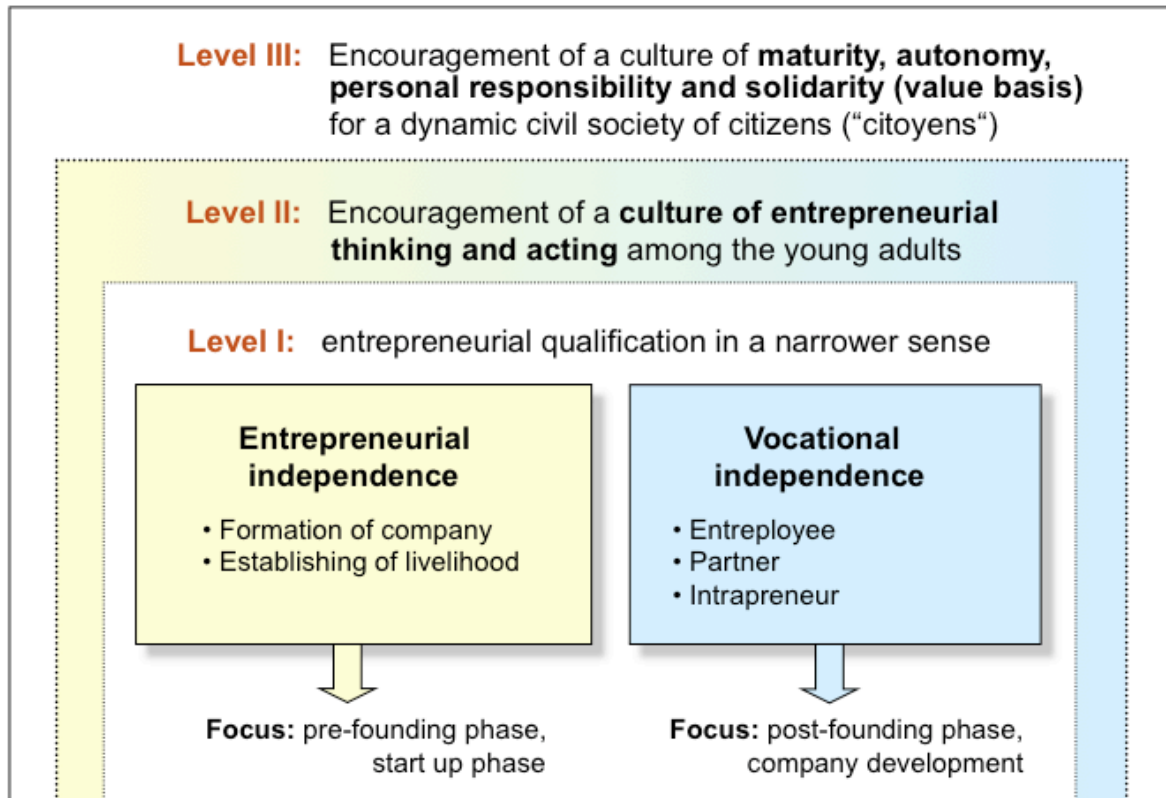 Level III: Encouragement of a culture of maturity, autonomy,
personal responsibility and solidarity (value basis)
for a dynamic civil society of citizens (“citoyens“)
Level II: Encouragement of a culture of entrepreneurial
thinking and acting among the young adults
Level I: entrepreneurial qualification in a narrower sense
Entrepreneurial
independence
• Formation of company
• Establishing of livelihood
Vocational
independence
• Entreployee
• Partner
• Intrapreneur
Focus: pre-founding phase,
start up phase
Focus: post-founding phase,
company development